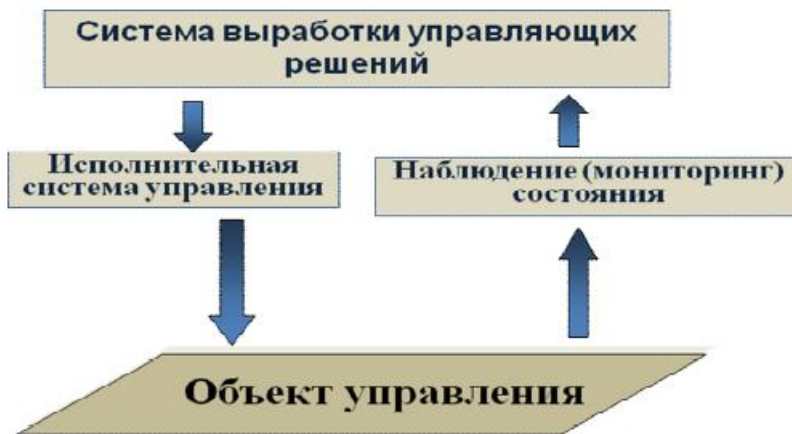 Система выработки управляющих
решений
Исполнительная
система управления
Наблюдение (мониторинг)
состояния
Объект управления